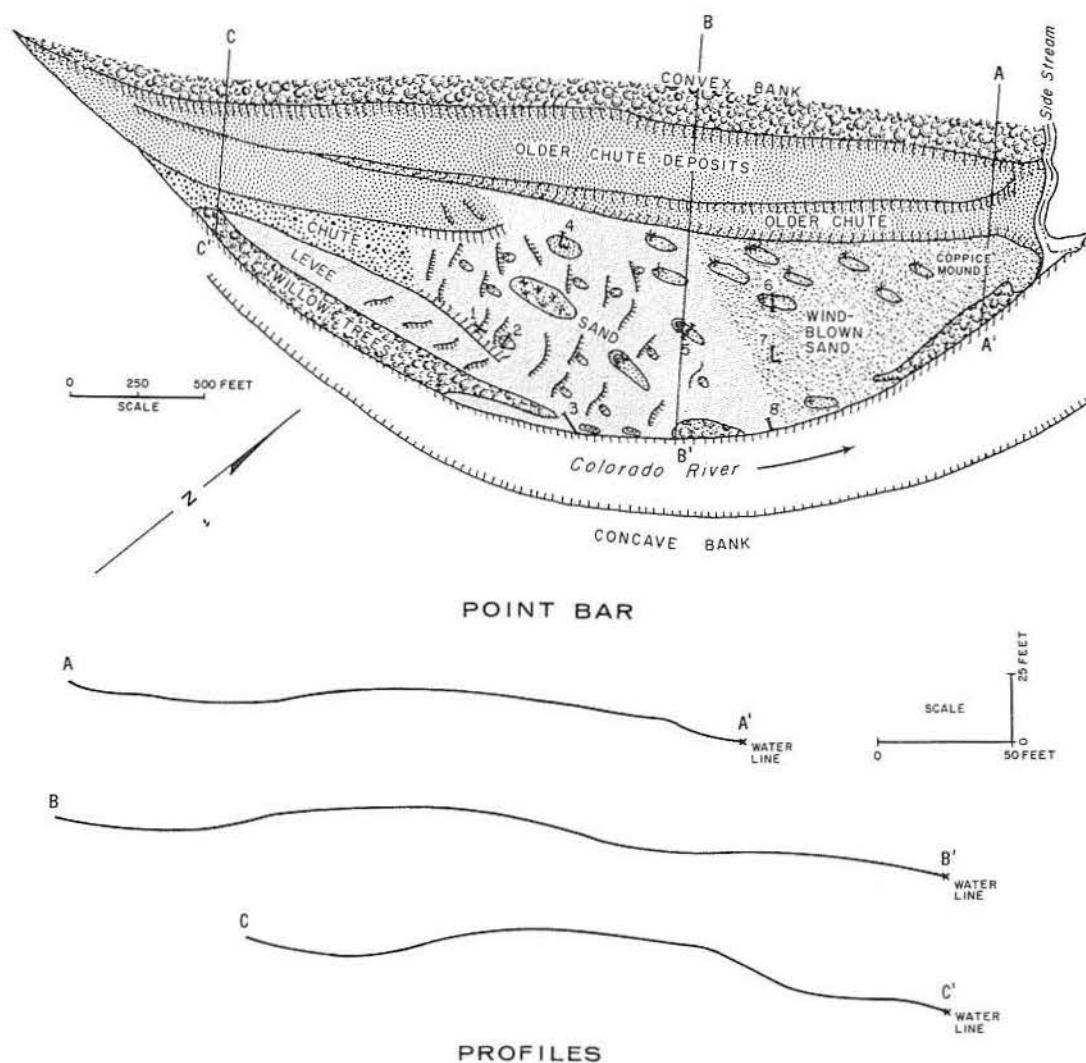 C
B
A
Side Stream
CONVEX BANK
OLDER CHUTE DEPOSITS
OLDER CHUTE
4
CHUTE
COPPICE
MOUND
C'
LEVEE
6
WILLOW TREES
1
2
SAND
5
WIND-
BLOWN
SAND
7
A'
0 250 500 FEET
SCALE
3
8
B'
Colorado River
N
CONCAVE BANK
POINT BAR
A
A'
WATER
LINE
SCALE
25 FEET
0
0 50 FEET
B
B'
WATER
LINE
C
C'
WATER
LINE
PROFILES